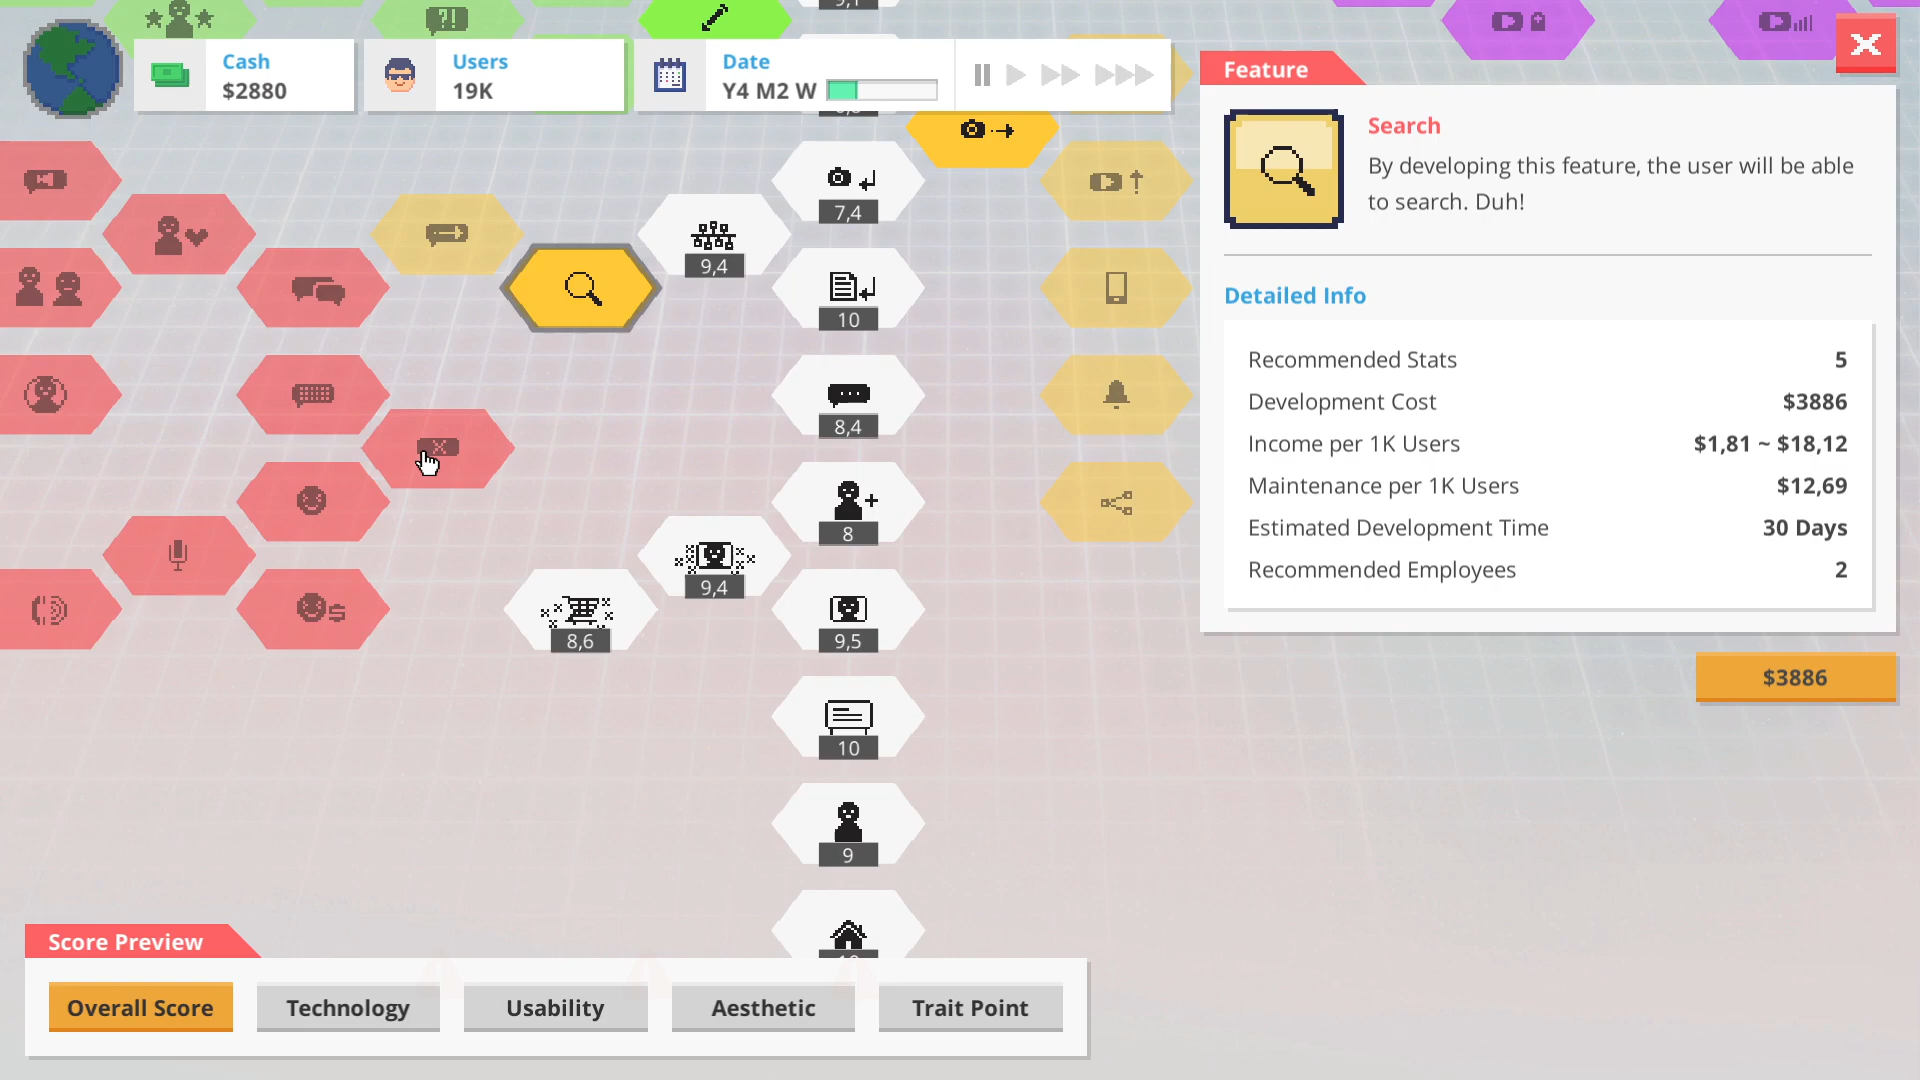 Cash
$2880
Users
19K
Date
Y4 M2 W
7,4
9,4
10
8,4
8
9,4
9,5
8,6
10
9
Feature
Search
By developing this feature, the user will be able
to search. Duh!
Detailed Info
Recommended Stats 5
Development Cost $3886
Income per 1K Users $1,81 ~ $18,12
Maintenance per 1K Users $12,69
Estimated Development Time 30 Days
Recommended Employees 2
$3886
Score Preview
Overall Score
Technology
Usability
Aesthetic
Trait Point